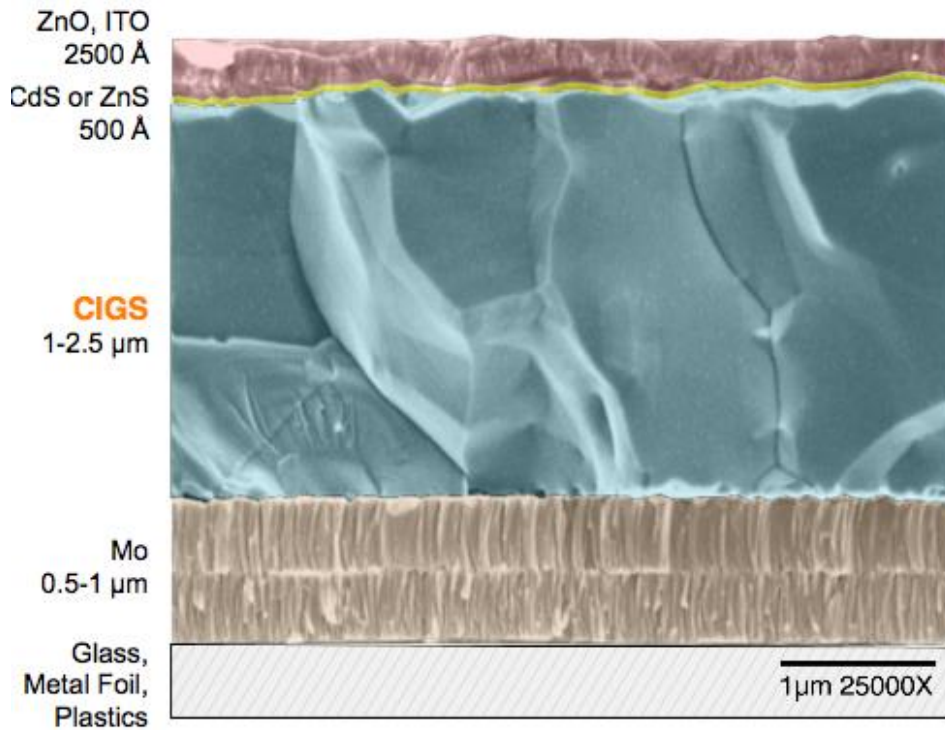 ZnO, ITO
2500 Å
CdS or ZnS
500 Å
CIGS
1-2.5 µm
Mo
0.5-1 µm
Glass,
Metal Foil,
Plastics
1µm 25000X